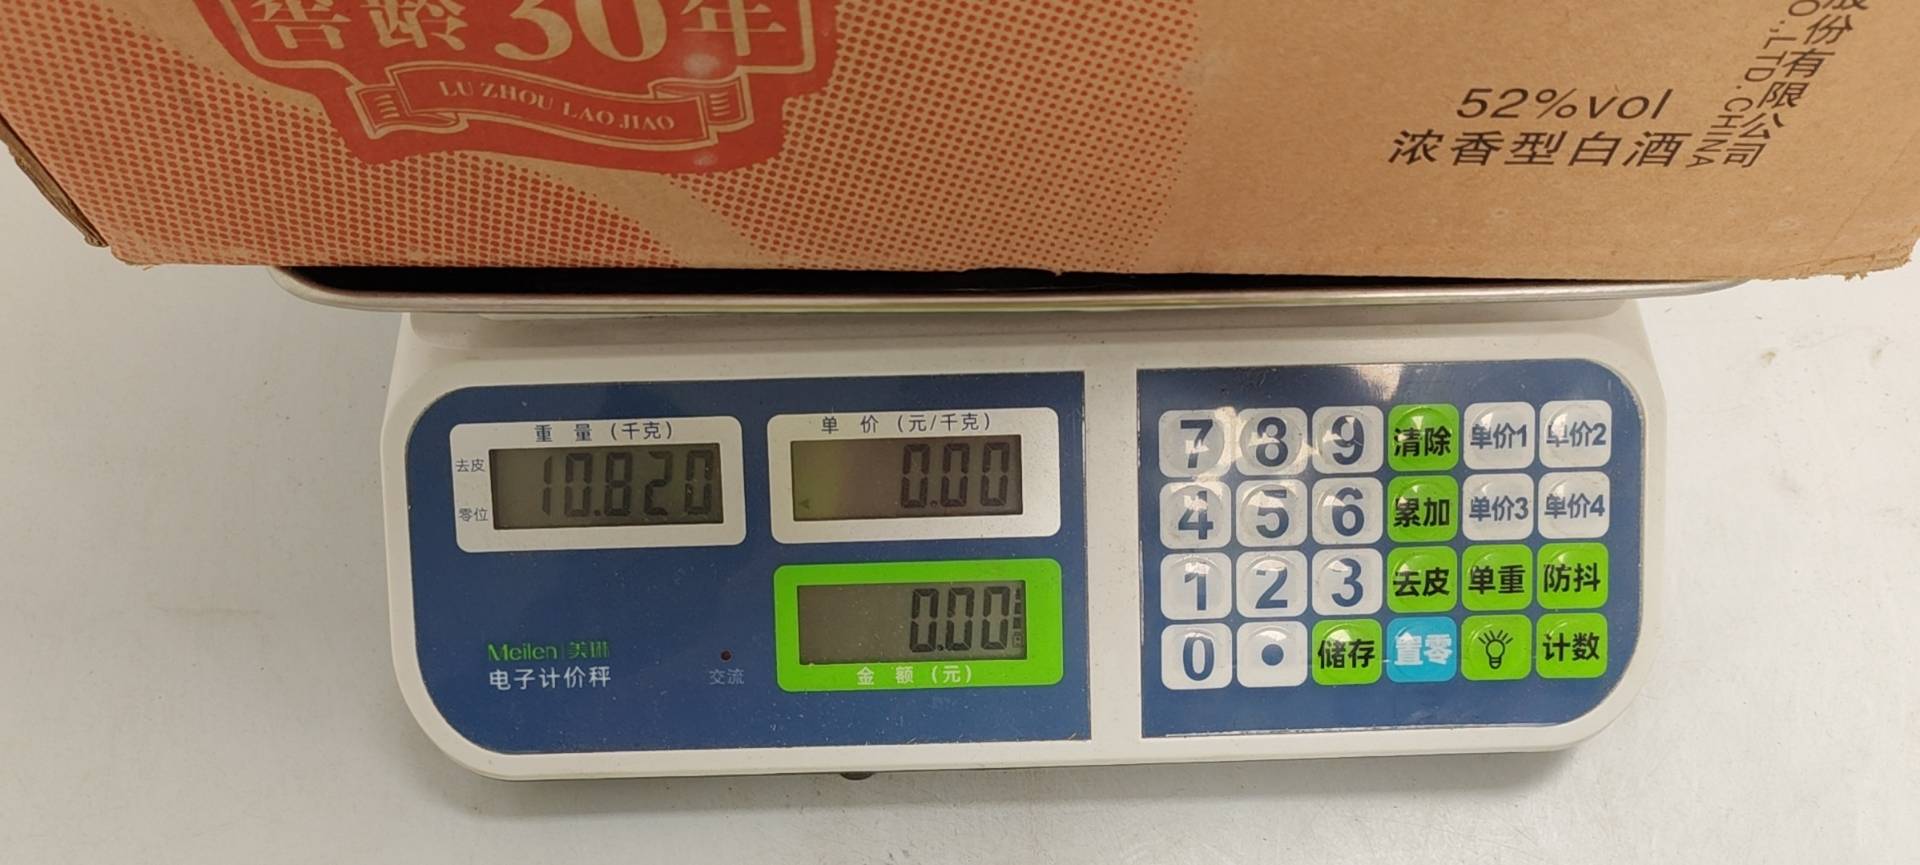 窖龄30年
LU ZHOU LAO JIAO
52%vol
浓香型白酒
股份有限公司
O.,LTD.CHINA
重 量 (千克)
去皮
零位
10.820
单 价 (元/千克)
0.00
0.00
金 额 (元)
Meilen 美琳
电子计价秤
交流
7 8 9 清除 单价1 单价2
4 5 6 累加 单价3 单价4
1 2 3 去皮 单重 防抖
0 • 储存 置零 计数